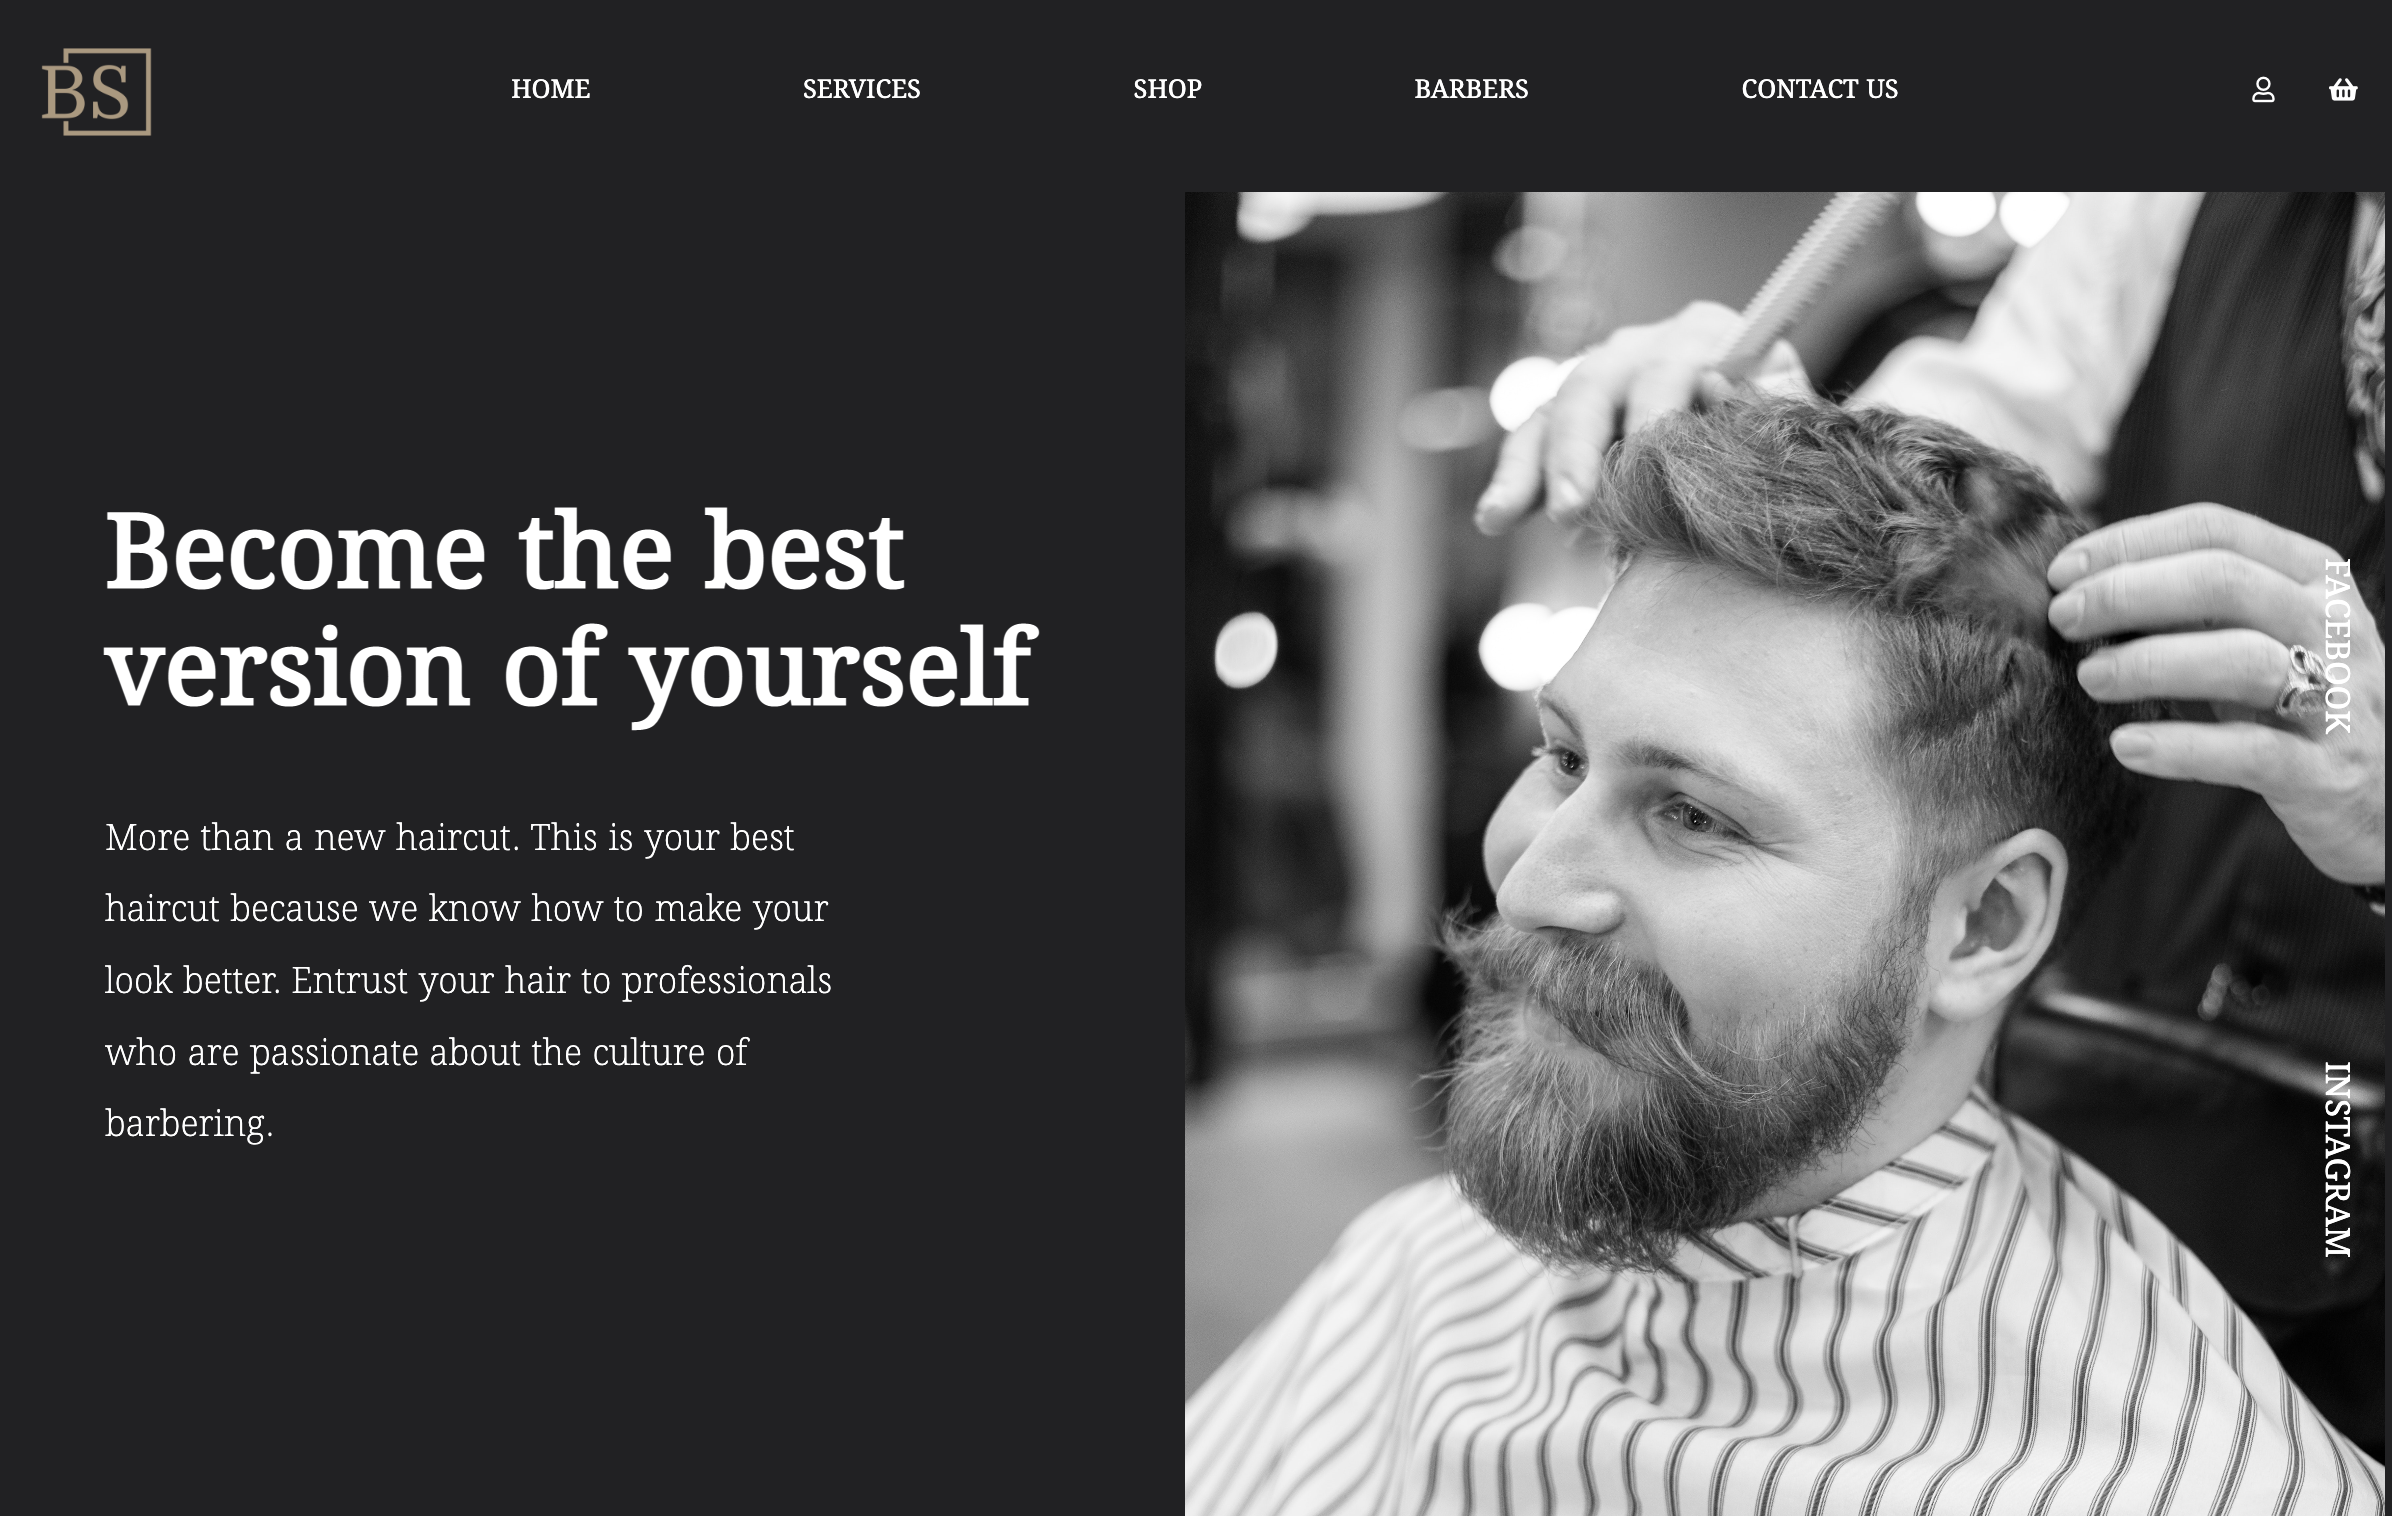 BS
HOME
SERVICES
SHOP
BARBERS
CONTACT US
Become the best
version of yourself
More than a new haircut. This is your best
haircut because we know how to make your
look better. Entrust your hair to professionals
who are passionate about the culture of
barbering.
FACEBOOK
INSTAGRAM